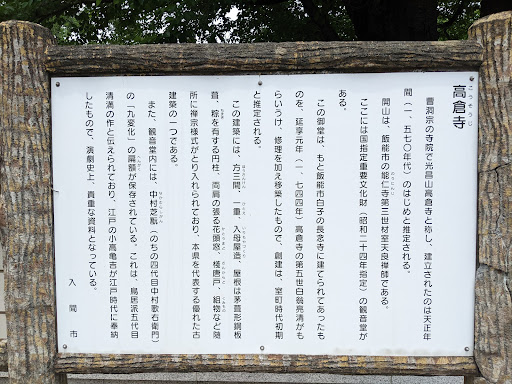 高倉寺
こうそうじ
曹洞宗の寺院で光昌山高倉寺と称し、建立されたのは天正年
間(一、五七〇年代)のはじめと推定される。
開山は、飯能市の能仁寺第三世材室天良禅師である。
ここには国指定重要文化財(昭和二十四年指定)の観音堂が
ある。
この御堂は、もと飯能市白子の長念寺に建てられてあったも
のを、延享元年(一、七四四年)高倉寺の第五世白翁亮清がも
らいうけ、修理を加え移築したもので、創建は、室町時代初期
と推定される。
この建築には、方三間、一重、入母屋造、屋根は茅葺形銅板
葺、粽を有する円柱、両肩の張る花頭窓、桟唐戸、組物など随
所に禅宗様式がとり入れられており、本県を代表する優れた古
建築の一つである。
また、観音堂内には、中村芝翫(のちの四代目中村歌右衛門)
の「九変化」の扁額が保存されている。これは、鳥居派五代目
清満の作と伝えられており、江戸の小高亀吉が江戸時代に奉納
したもので、演劇史上、貴重な資料となっている。
入間市